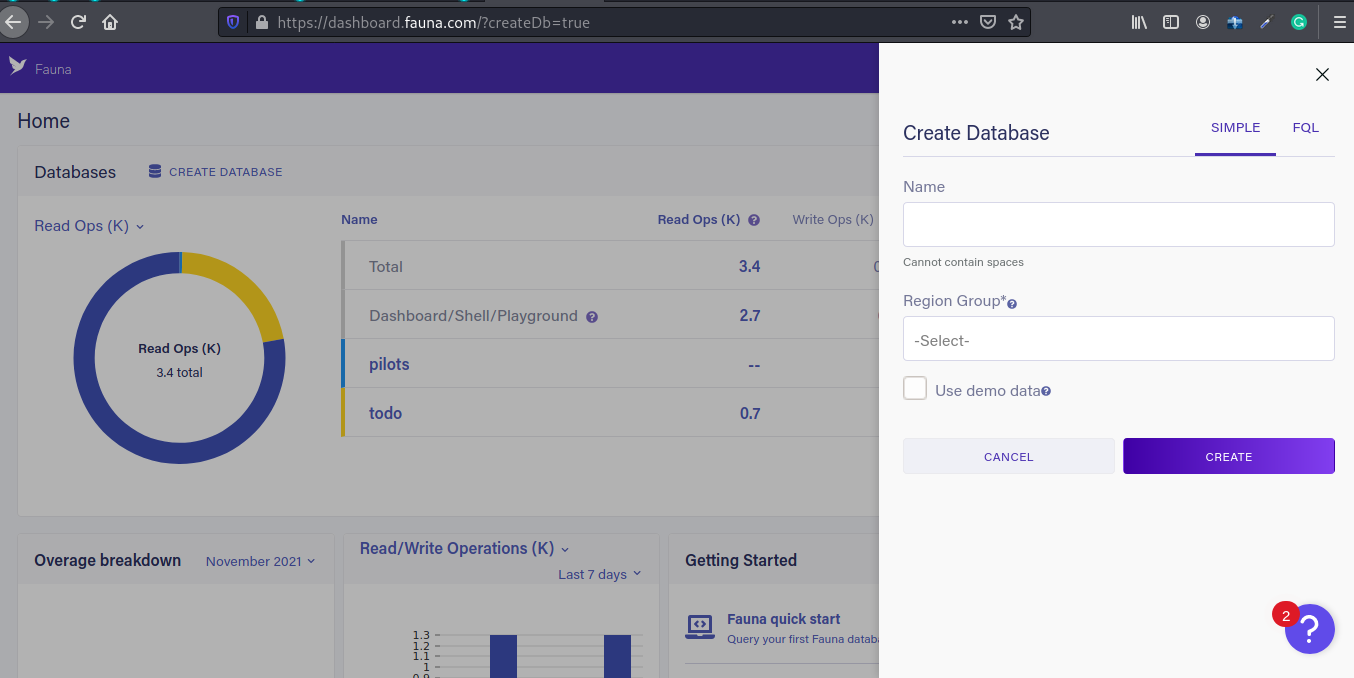 https://dashboard.fauna.com/?createDb=true
Fauna
Home
Databases CREATE DATABASE
Read Ops (K)
Read Ops (K)
3.4 total
Name Read Ops (K) ? Write Ops (K)
Total 3.4
Dashboard/Shell/Playground ? 2.7
pilots --
todo 0.7
Overage breakdown November 2021
Read/Write Operations (K)
Last 7 days
1.3
1.2
1.1
1
0.9
Getting Started
Fauna quick start
Query your first Fauna databa
Create Database SIMPLE FQL
Name
Cannot contain spaces
Region Group*?
-Select-
Use demo data?
CANCEL CREATE
2
?